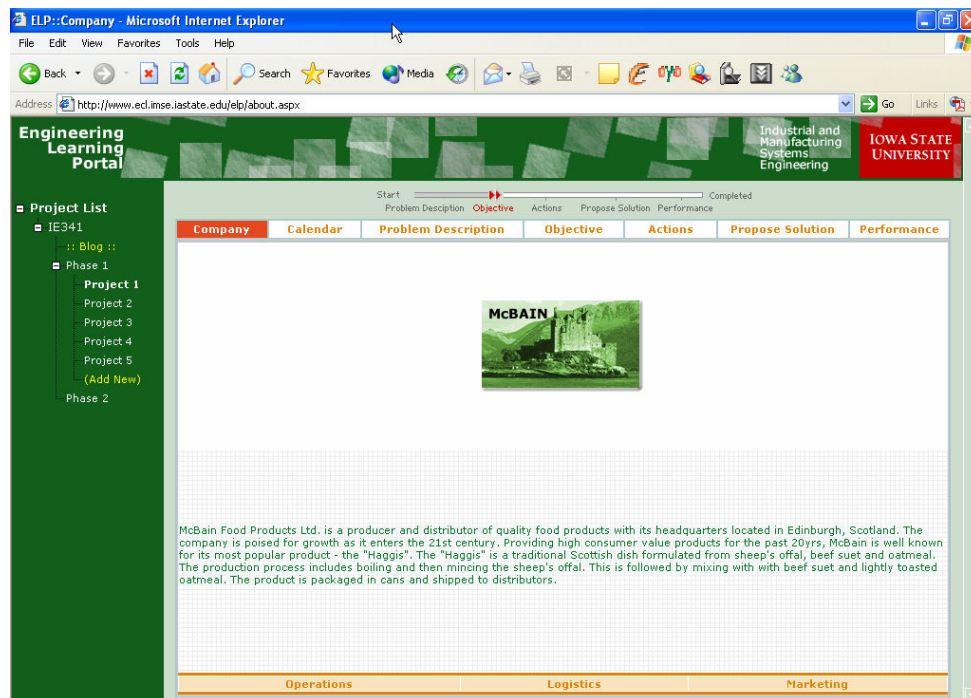 ELP::Company - Microsoft Internet Explorer
File Edit View Favorites Tools Help
Back Search Favorites Media
Address http://www.ecl.imse.iastate.edu/elp/about.aspx Go Links
Engineering
Learning
Portal
Industrial and
Manufacturing
Systems
Engineering
IOWA STATE
UNIVERSITY
Start Completed
Problem Desciption Objective Actions Propose Solution Performance
Project List
IE341
:: Blog ::
Phase 1
Project 1
Project 2
Project 3
Project 4
Project 5
(Add New)
Phase 2
Company Calendar Problem Description Objective Actions Propose Solution Performance
McBAIN
McBain Food Products Ltd. is a producer and distributor of quality food products with its headquarters located in Edinburgh, Scotland. The
company is poised for growth as it enters the 21st century. Providing high consumer value products for the past 20yrs, McBain is well known
for its most popular product - the "Haggis". The "Haggis" is a traditional Scottish dish formulated from sheep's offal, beef suet and oatmeal.
The production process includes boiling and then mincing the sheep's offal. This is followed by mixing with with beef suet and lightly toasted
oatmeal. The product is packaged in cans and shipped to distributors.
Operations Logistics Marketing